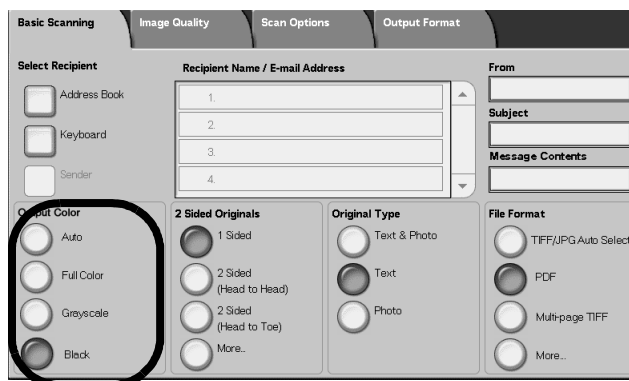 Basic Scanning
Image Quality
Scan Options
Output Format
Select Recipient
Address Book
Keyboard
Sender
Recipient Name / E-mail Address
1.
2.
3.
4.
From
Subject
Message Contents
Output Color
Auto
Full Color
Grayscale
Black
2 Sided Originals
1 Sided
2 Sided
(Head to Head)
2 Sided
(Head to Toe)
More..
Original Type
Text & Photo
Text
Photo
File Format
TIFF/JPG Auto Select
PDF
Multi-page TIFF
More...